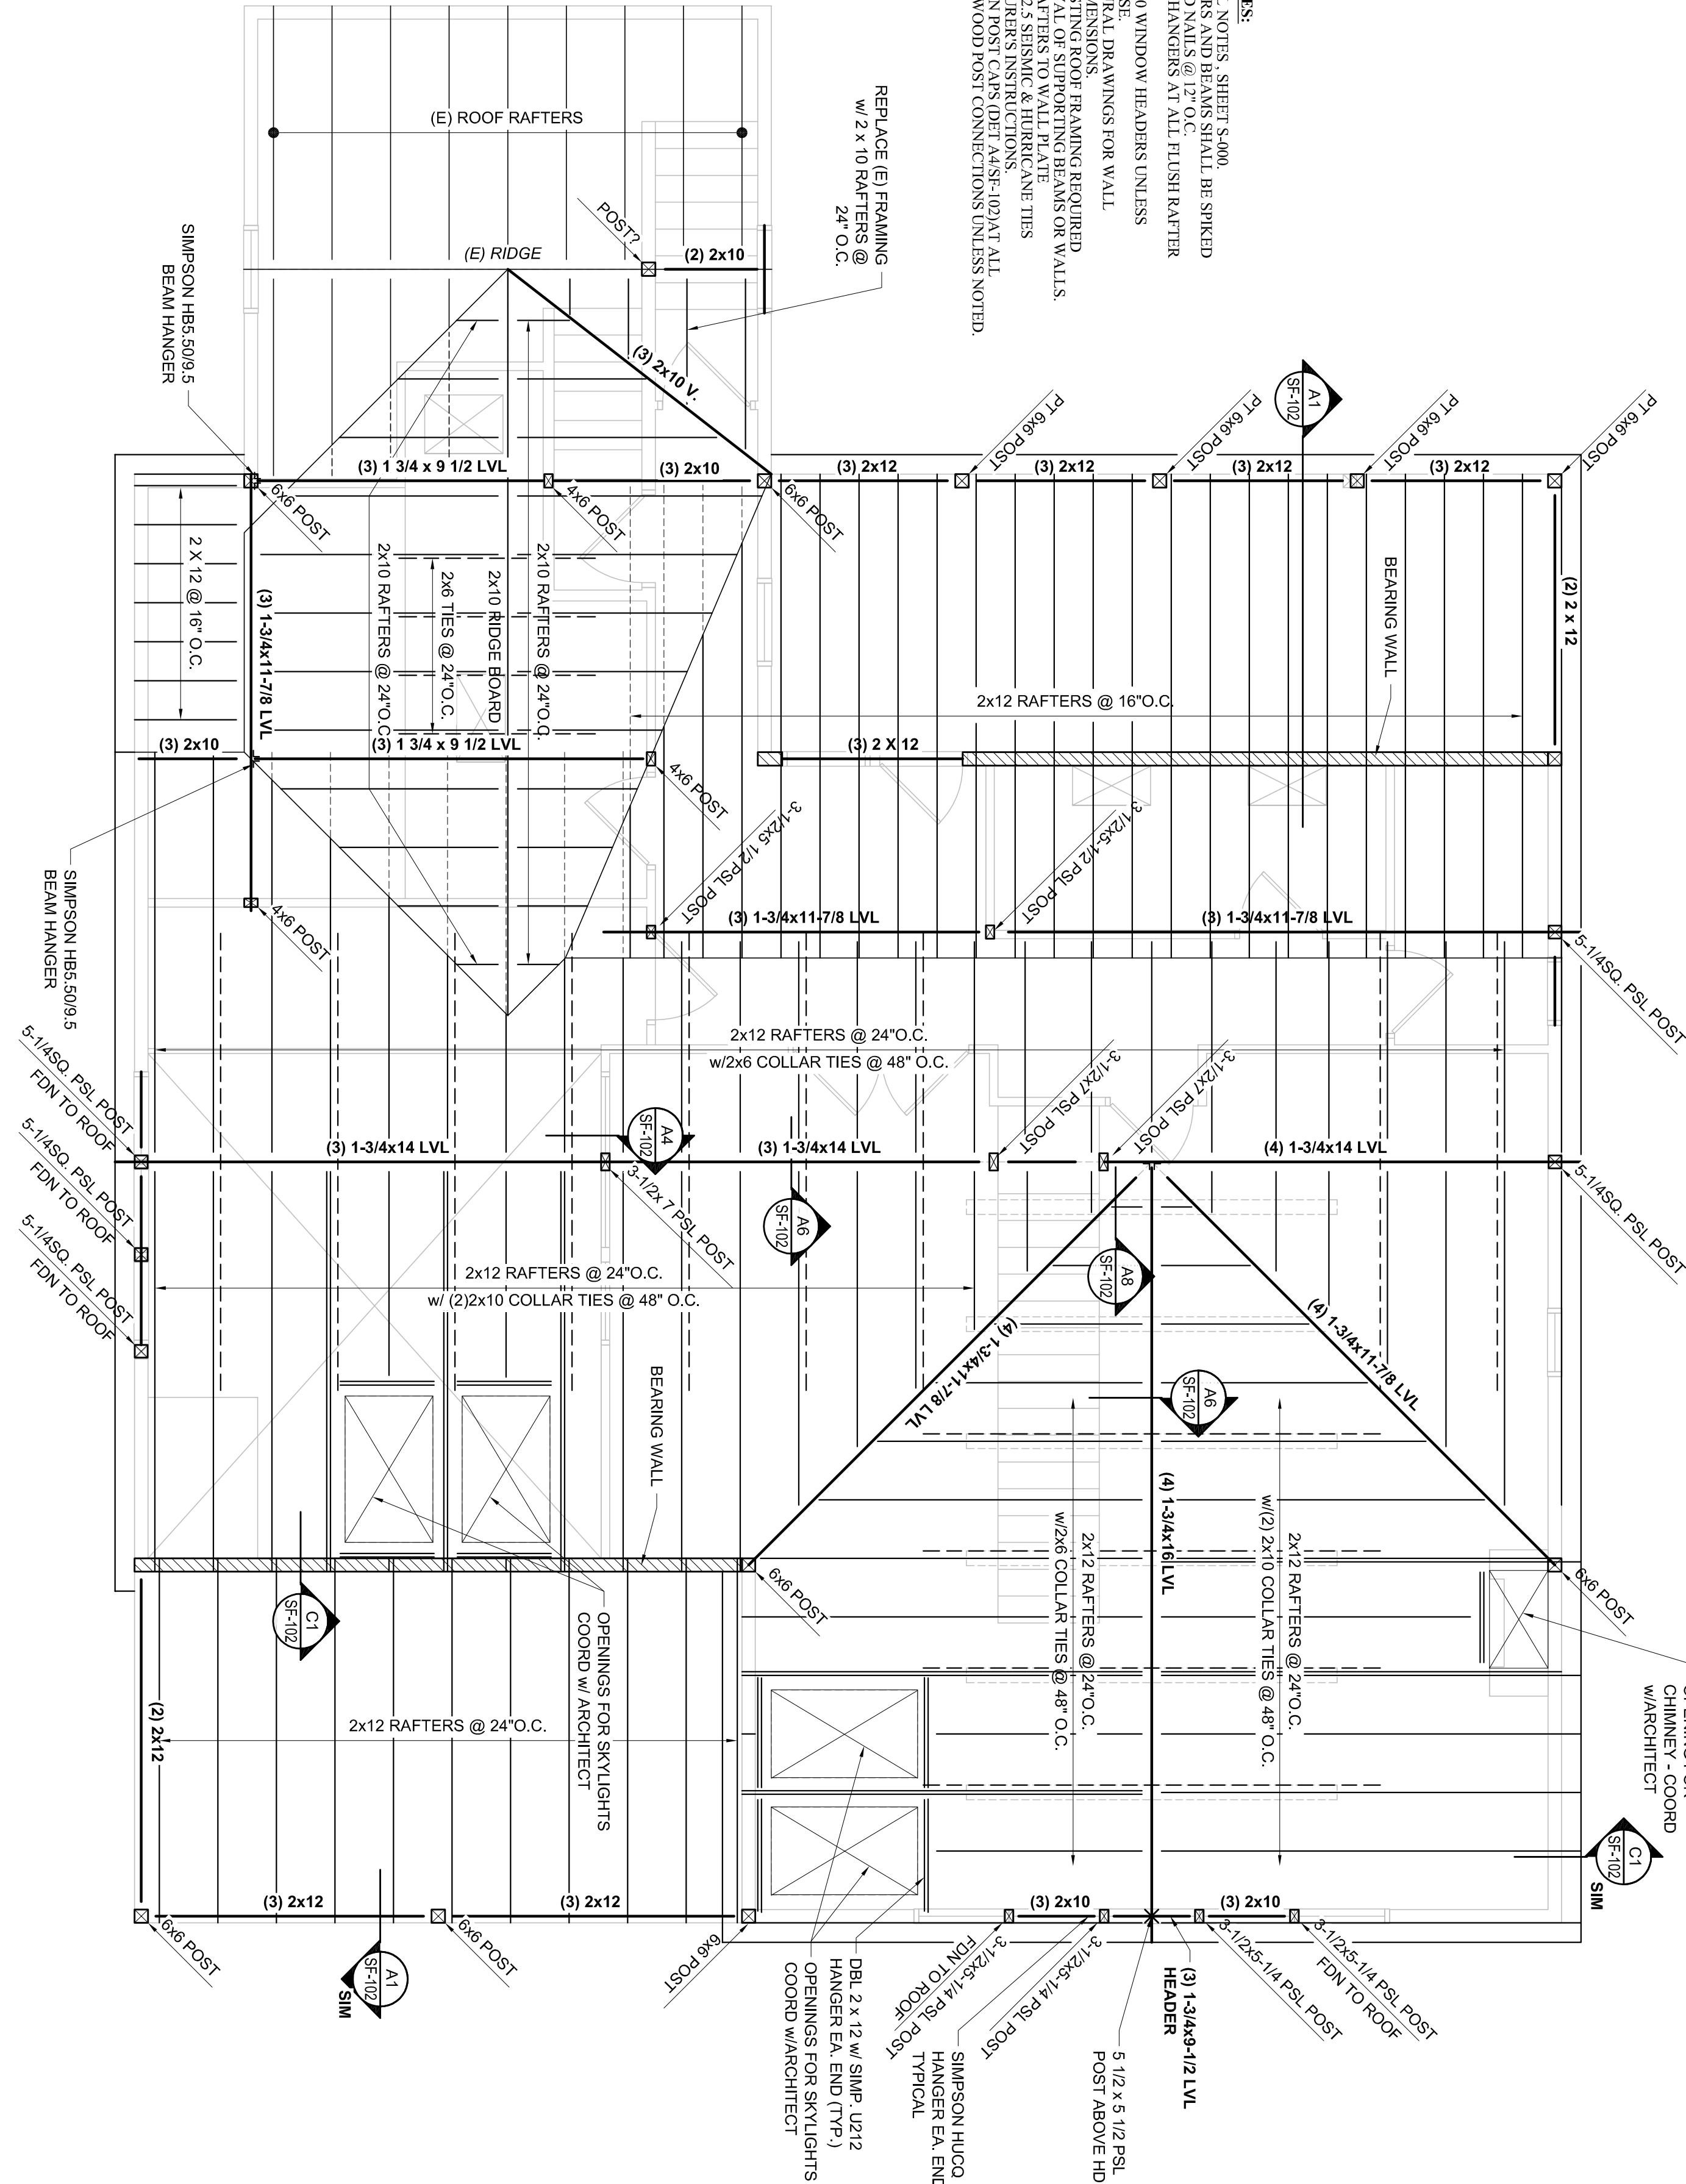 ES:
NOTES , SHEET S-000.
RS AND BEAMS SHALL BE SPIKED
D NAILS @ 12" O.C.
HANGERS AT ALL FLUSH RAFTER
0 WINDOW HEADERS UNLESS
SE.
URAL DRAWINGS FOR WALL
MENSIONS.
STING ROOF FRAMING REQUIRED
VAL OF SUPPORTING BEAMS OR WALLS.
AFTERS TO WALL PLATE
2.5 SEISMIC & HURRICANE TIES
URER'S INSTRUCTIONS.
N POST CAPS (DET A4/SF-102)AT ALL
WOOD POST CONNECTIONS UNLESS NOTED.
(E) ROOF RAFTERS
REPLACE (E) FRAMING
w/ 2 x 10 RAFTERS @
24" O.C.
POST?
(E) RIDGE
(2) 2x10
SIMPSON HB5.50/9.5
BEAM HANGER
(3) 2x10 V.
A1
SF-102
PT 6x6 POST
PT 6x6 POST
PT 6x6 POST
PT 6x6 POST
(3) 1 3/4 x 9 1/2 LVL
(3) 2x10
(3) 2x12
(3) 2x12
(3) 2x12
(3) 2x12
6x6 POST
4x6 POST
6x6 POST
2 X 12 @ 16" O.C.
(3) 1-3/4x11-7/8 LVL
2x10 RAFTERS @ 24"O.C.
2x6 TIES @ 24"O.C.
2x10 RIDGE BOARD
2x10 RAFTERS @ 24"O.C.
BEARING WALL
(2) 2 x 12
2x12 RAFTERS @ 16"O.C.
(3) 2x10
(3) 1 3/4 x 9 1/2 LVL
(3) 2 X 12
4x6 POST
3-1/2x5 1/2 PSL POST
3-1/2x5-1/2 PSL POST
SIMPSON HB5.50/9.5
BEAM HANGER
4x6 POST
(3) 1-3/4x11-7/8 LVL
(3) 1-3/4x11-7/8 LVL
5-1/4SQ. PSL POST
2x12 RAFTERS @ 24"O.C.
w/2x6 COLLAR TIES @ 48" O.C.
5-1/4SQ. PSL POST
FDN TO ROOF
5-1/4SQ. PSL POST
FDN TO ROOF
5-1/4SQ. PSL POST
FDN TO ROOF
3-1/2x7 PSL POST
3-1/2x7 PSL POST
(3) 1-3/4x14 LVL
A4
SF-102
(3) 1-3/4x14 LVL
(4) 1-3/4x14 LVL
3-1/2x 7 PSL POST
5-1/4SQ. PSL POST
A6
SF-102
A8
SF-102
2x12 RAFTERS @ 24"O.C.
w/ (2)2x10 COLLAR TIES @ 48" O.C.
(4) 1-3/4x11-7/8 LVL
(4) 1-3/4x11-7/8 LVL
A6
SF-102
BEARING WALL
(4) 1-3/4x16 LVL
2x12 RAFTERS @ 24"O.C.
w/2x6 COLLAR TIES @ 48" O.C.
2x12 RAFTERS @ 24"O.C.
w/(2) 2x10 COLLAR TIES @ 48" O.C.
6x6 POST
6x6 POST
C1
SF-102
OPENINGS FOR SKYLIGHTS
COORD w/ ARCHITECT
CHIMNEY - COORD
w/ARCHITECT
(2) 2x12
2x12 RAFTERS @ 24"O.C.
C1
SF-102
SIM
(3) 2x12
(3) 2x12
(3) 2x10
(3) 2x10
6x6 POST
6x6 POST
6x6 POST
A1
SF-102
SIM
DBL 2 x 12 w/ SIMP. U212
HANGER EA. END (TYP.)
OPENINGS FOR SKYLIGHTS
COORD w/ARCHITECT
3-1/2x5-1/4 PSL POST
FDN TO ROOF
3-1/2x5-1/4 PSL POST
SIMPSON HUCQ
HANGER EA. END
TYPICAL
5 1/2 x 5 1/2 PSL
POST ABOVE HD
(3) 1-3/4x9-1/2 LVL
HEADER
3-1/2x5-1/4 PSL POST
3-1/2x5-1/4 PSL POST
FDN TO ROOF